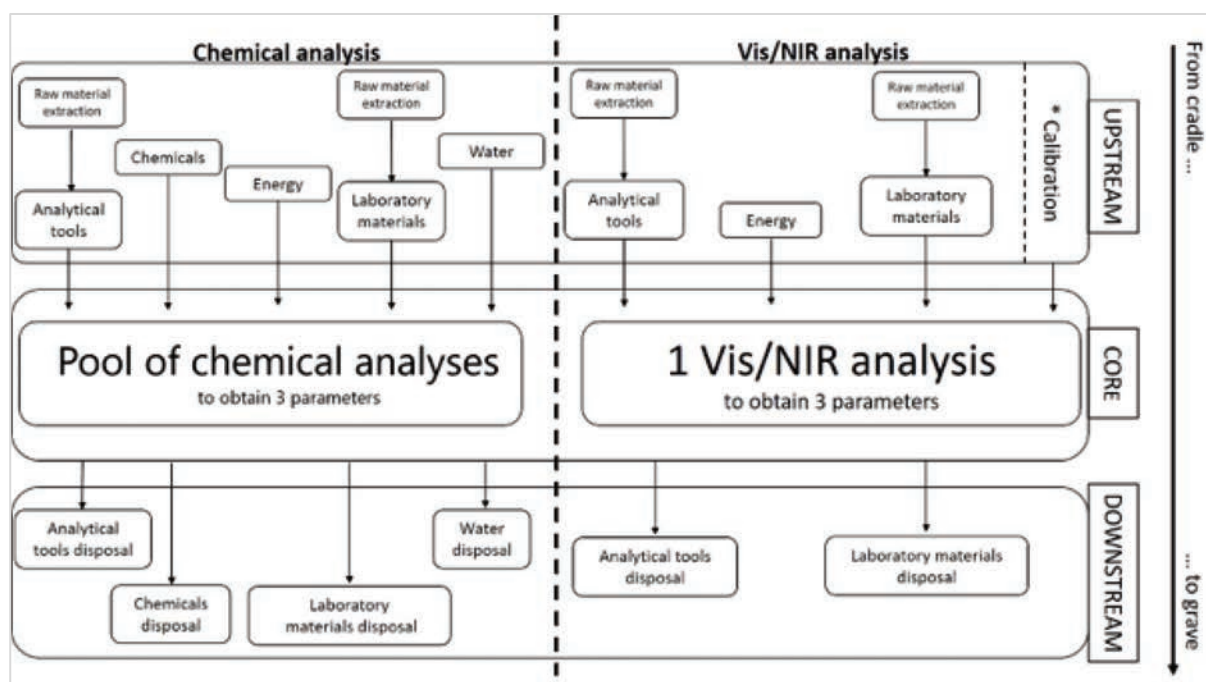 Chemical analysis
Vis/NIR analysis
From cradle ...
Raw material
extraction
Raw material
extraction
Raw material
extraction
Raw material
extraction
* Calibration
UPSTREAM
Chemicals
Water
Energy
Analytical
tools
Laboratory
materials
Analytical
tools
Energy
Laboratory
materials
Pool of chemical analyses
to obtain 3 parameters
1 Vis/NIR analysis
to obtain 3 parameters
CORE
Analytical
tools disposal
Water
disposal
Analytical tools
disposal
Laboratory materials
disposal
Chemicals
disposal
Laboratory
materials disposal
DOWNSTREAM
... to grave